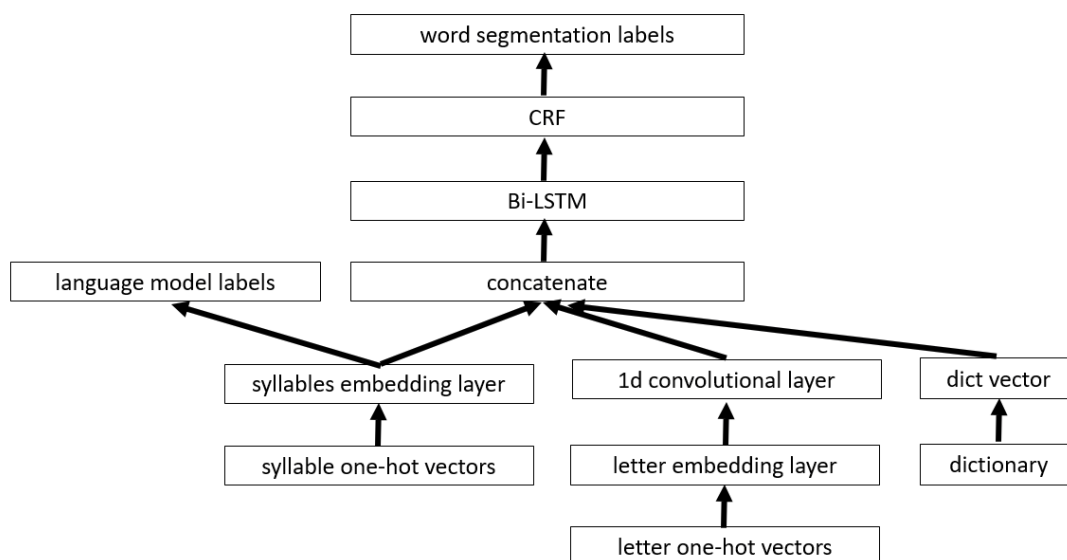 word segmentation labels
CRF
Bi-LSTM
language model labels
concatenate
syllables embedding layer
1d convolutional layer
dict vector
syllable one-hot vectors
letter embedding layer
dictionary
letter one-hot vectors